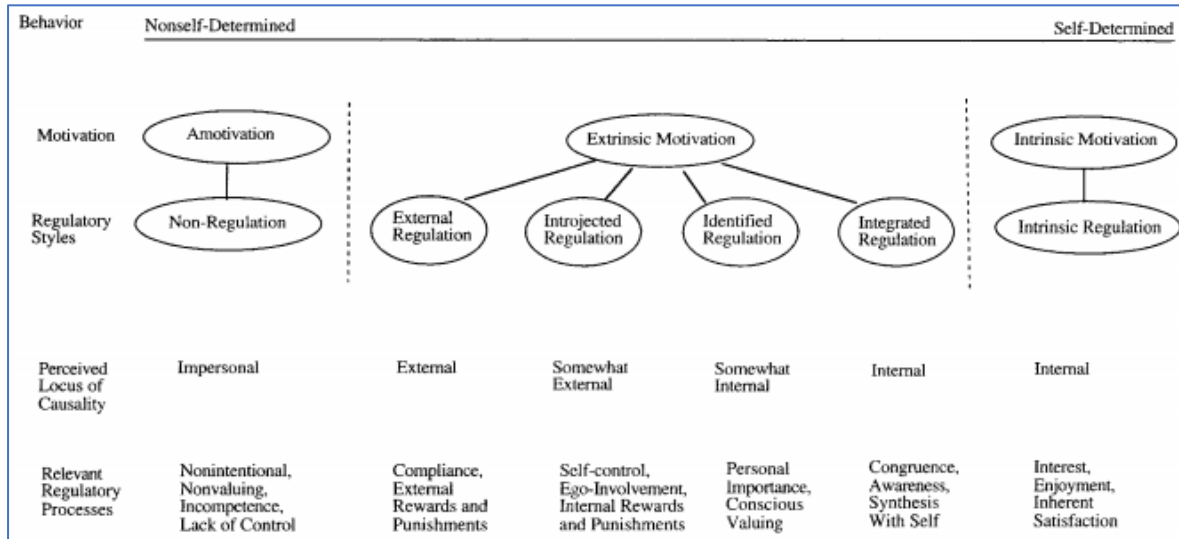 Behavior
Nonself-Determined
Self-Determined
Motivation
Amotivation
Extrinsic Motivation
Intrinsic Motivation
Regulatory
Styles
Non-Regulation
External
Regulation
Introjected
Regulation
Identified
Regulation
Integrated
Regulation
Intrinsic Regulation
Perceived
Locus of
Causality
Impersonal
External
Somewhat
External
Somewhat
Internal
Internal
Internal
Relevant
Regulatory
Processes
Nonintentional,
Nonvaluing,
Incompetence,
Lack of Control
Compliance,
External
Rewards and
Punishments
Self-control,
Ego-Involvement,
Internal Rewards
and Punishments
Personal
Importance,
Conscious
Valuing
Congruence,
Awareness,
Synthesis
With Self
Interest,
Enjoyment,
Inherent
Satisfaction